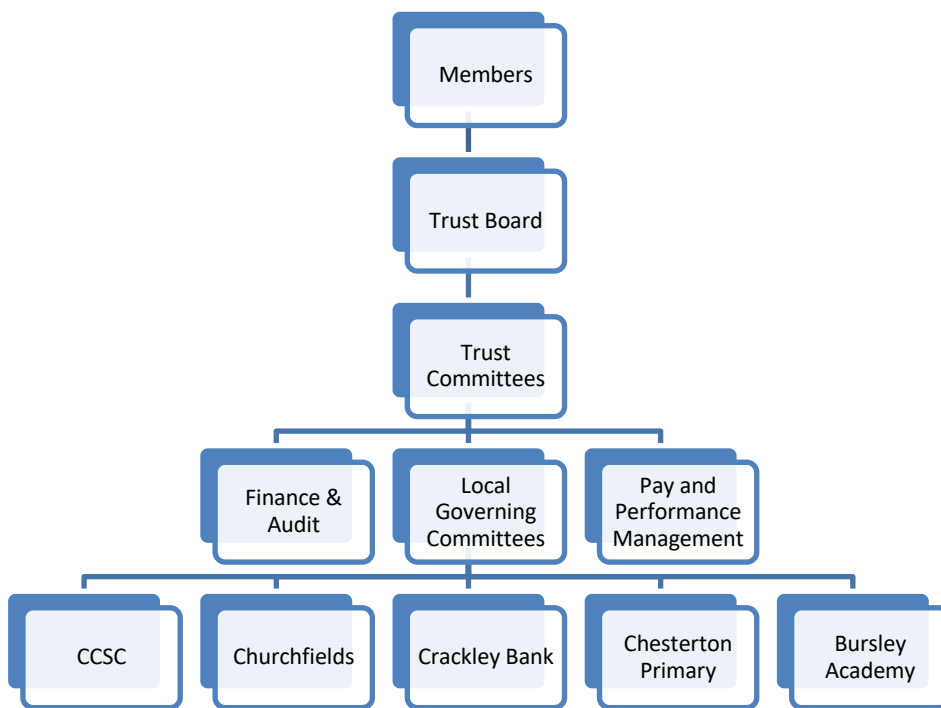 Members
Trust Board
Trust
Committees
Finance &
Audit
Local
Governing
Committees
Pay and
Performance
Management
CCSC
Churchfields
Crackley Bank
Chesterton
Primary
Bursley
Academy